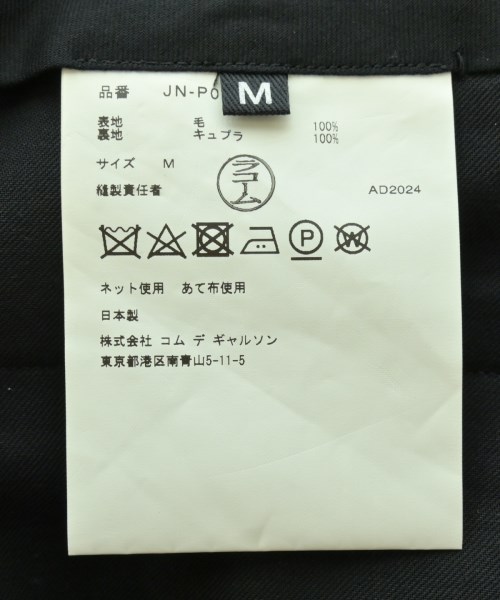 品番 JN-P0
M
表地 毛 100%
裏地 キュプラ 100%
サイズ M
縫製責任者 ラコーム AD2024
P W
ネット使用 あて布使用
日本製
株式会社 コム デ ギャルソン
東京都港区南青山5-11-5